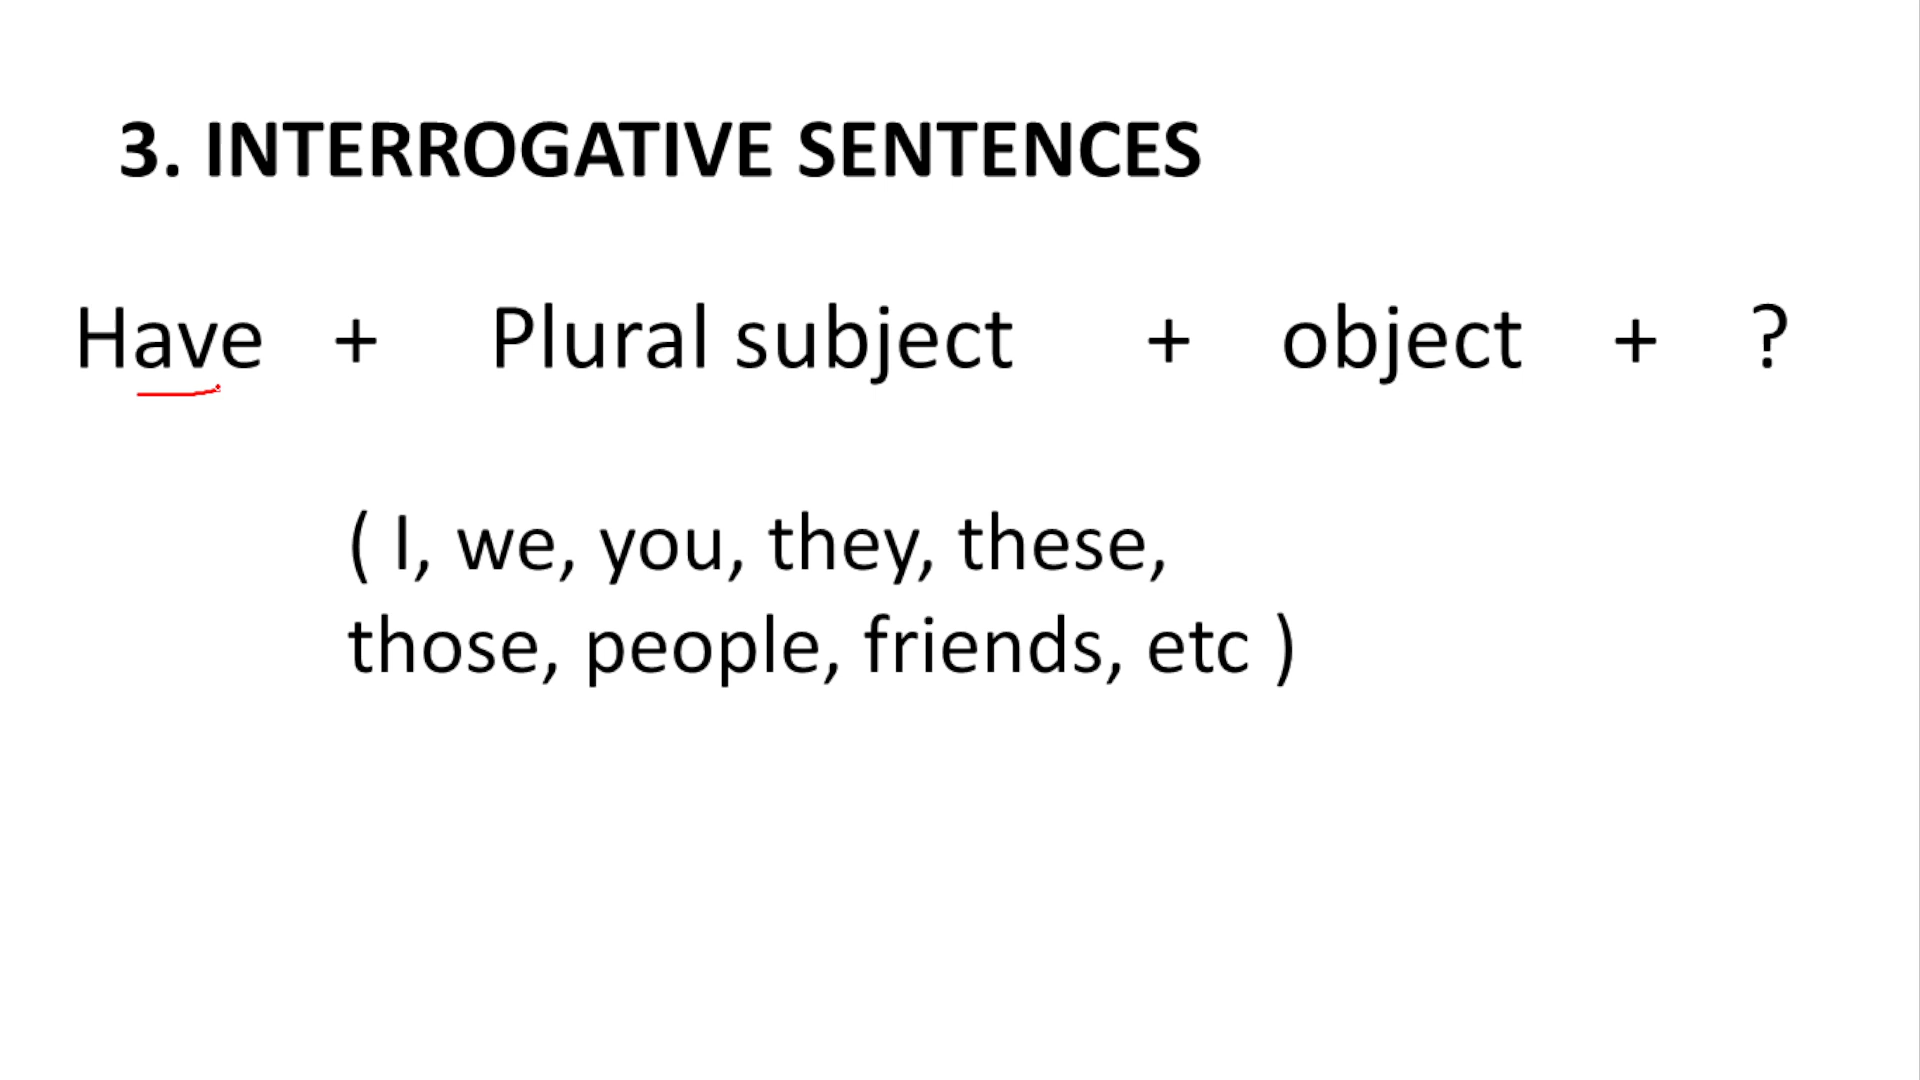 3. INTERROGATIVE SENTENCES
Have + Plural subject + object + ?
( I, we, you, they, these,
those, people, friends, etc )